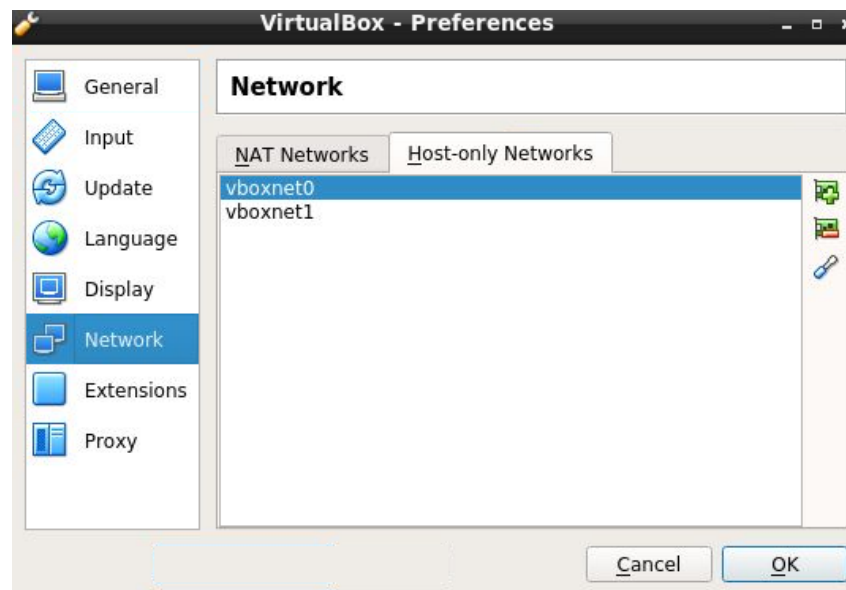 VirtualBox - Preferences
General
Input
Update
Language
Display
Network
Extensions
Proxy
Network
NAT Networks
Host-only Networks
vboxnet0
vboxnet1
Cancel
OK